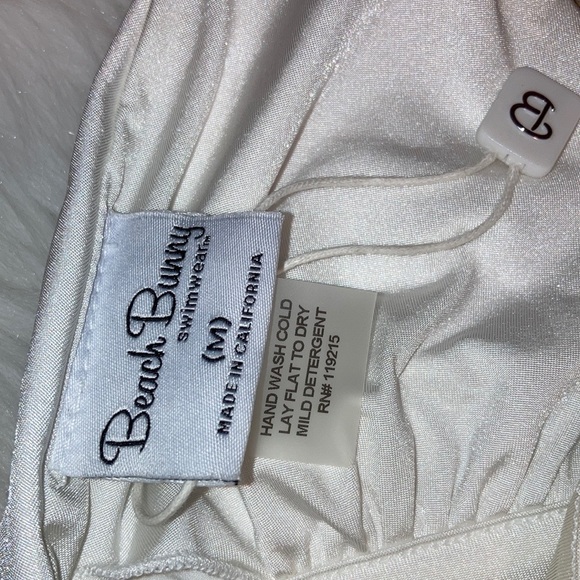 Beach Bunny
swimwear™
(M)
MADE IN CALIFORNIA
HAND WASH COLD
LAY FLAT TO DRY
MILD DETERGENT
RN# 119215
B